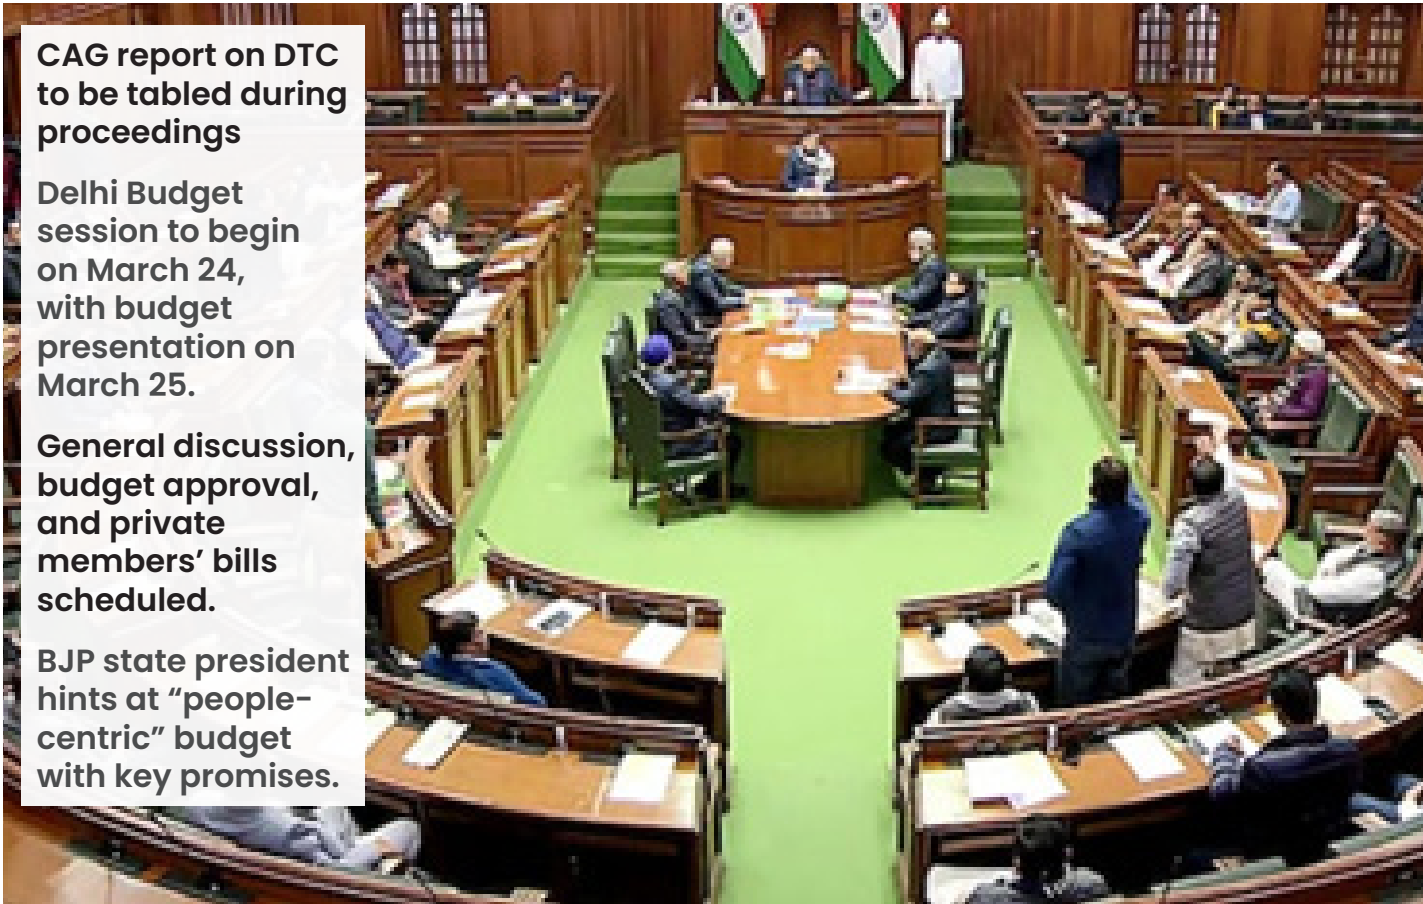 CAG report on DTC
to be tabled during
proceedings
Delhi Budget
session to begin
on March 24,
with budget
presentation on
March 25.
General discussion,
budget approval,
and private
members’ bills
scheduled.
BJP state president
hints at “people-
centric” budget
with key promises.